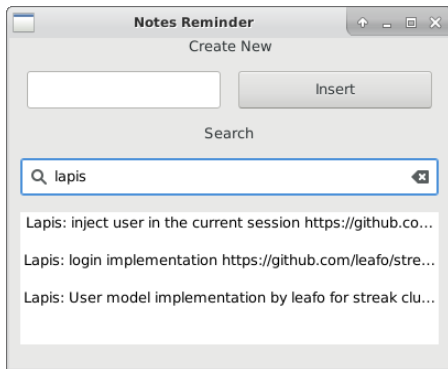 Notes Reminder
Create New
Insert
Search
lapis
Lapis: inject user in the current session https://github.co...
Lapis: login implementation https://github.com/leafo/stre...
Lapis: User model implementation by leafo for streak clu...